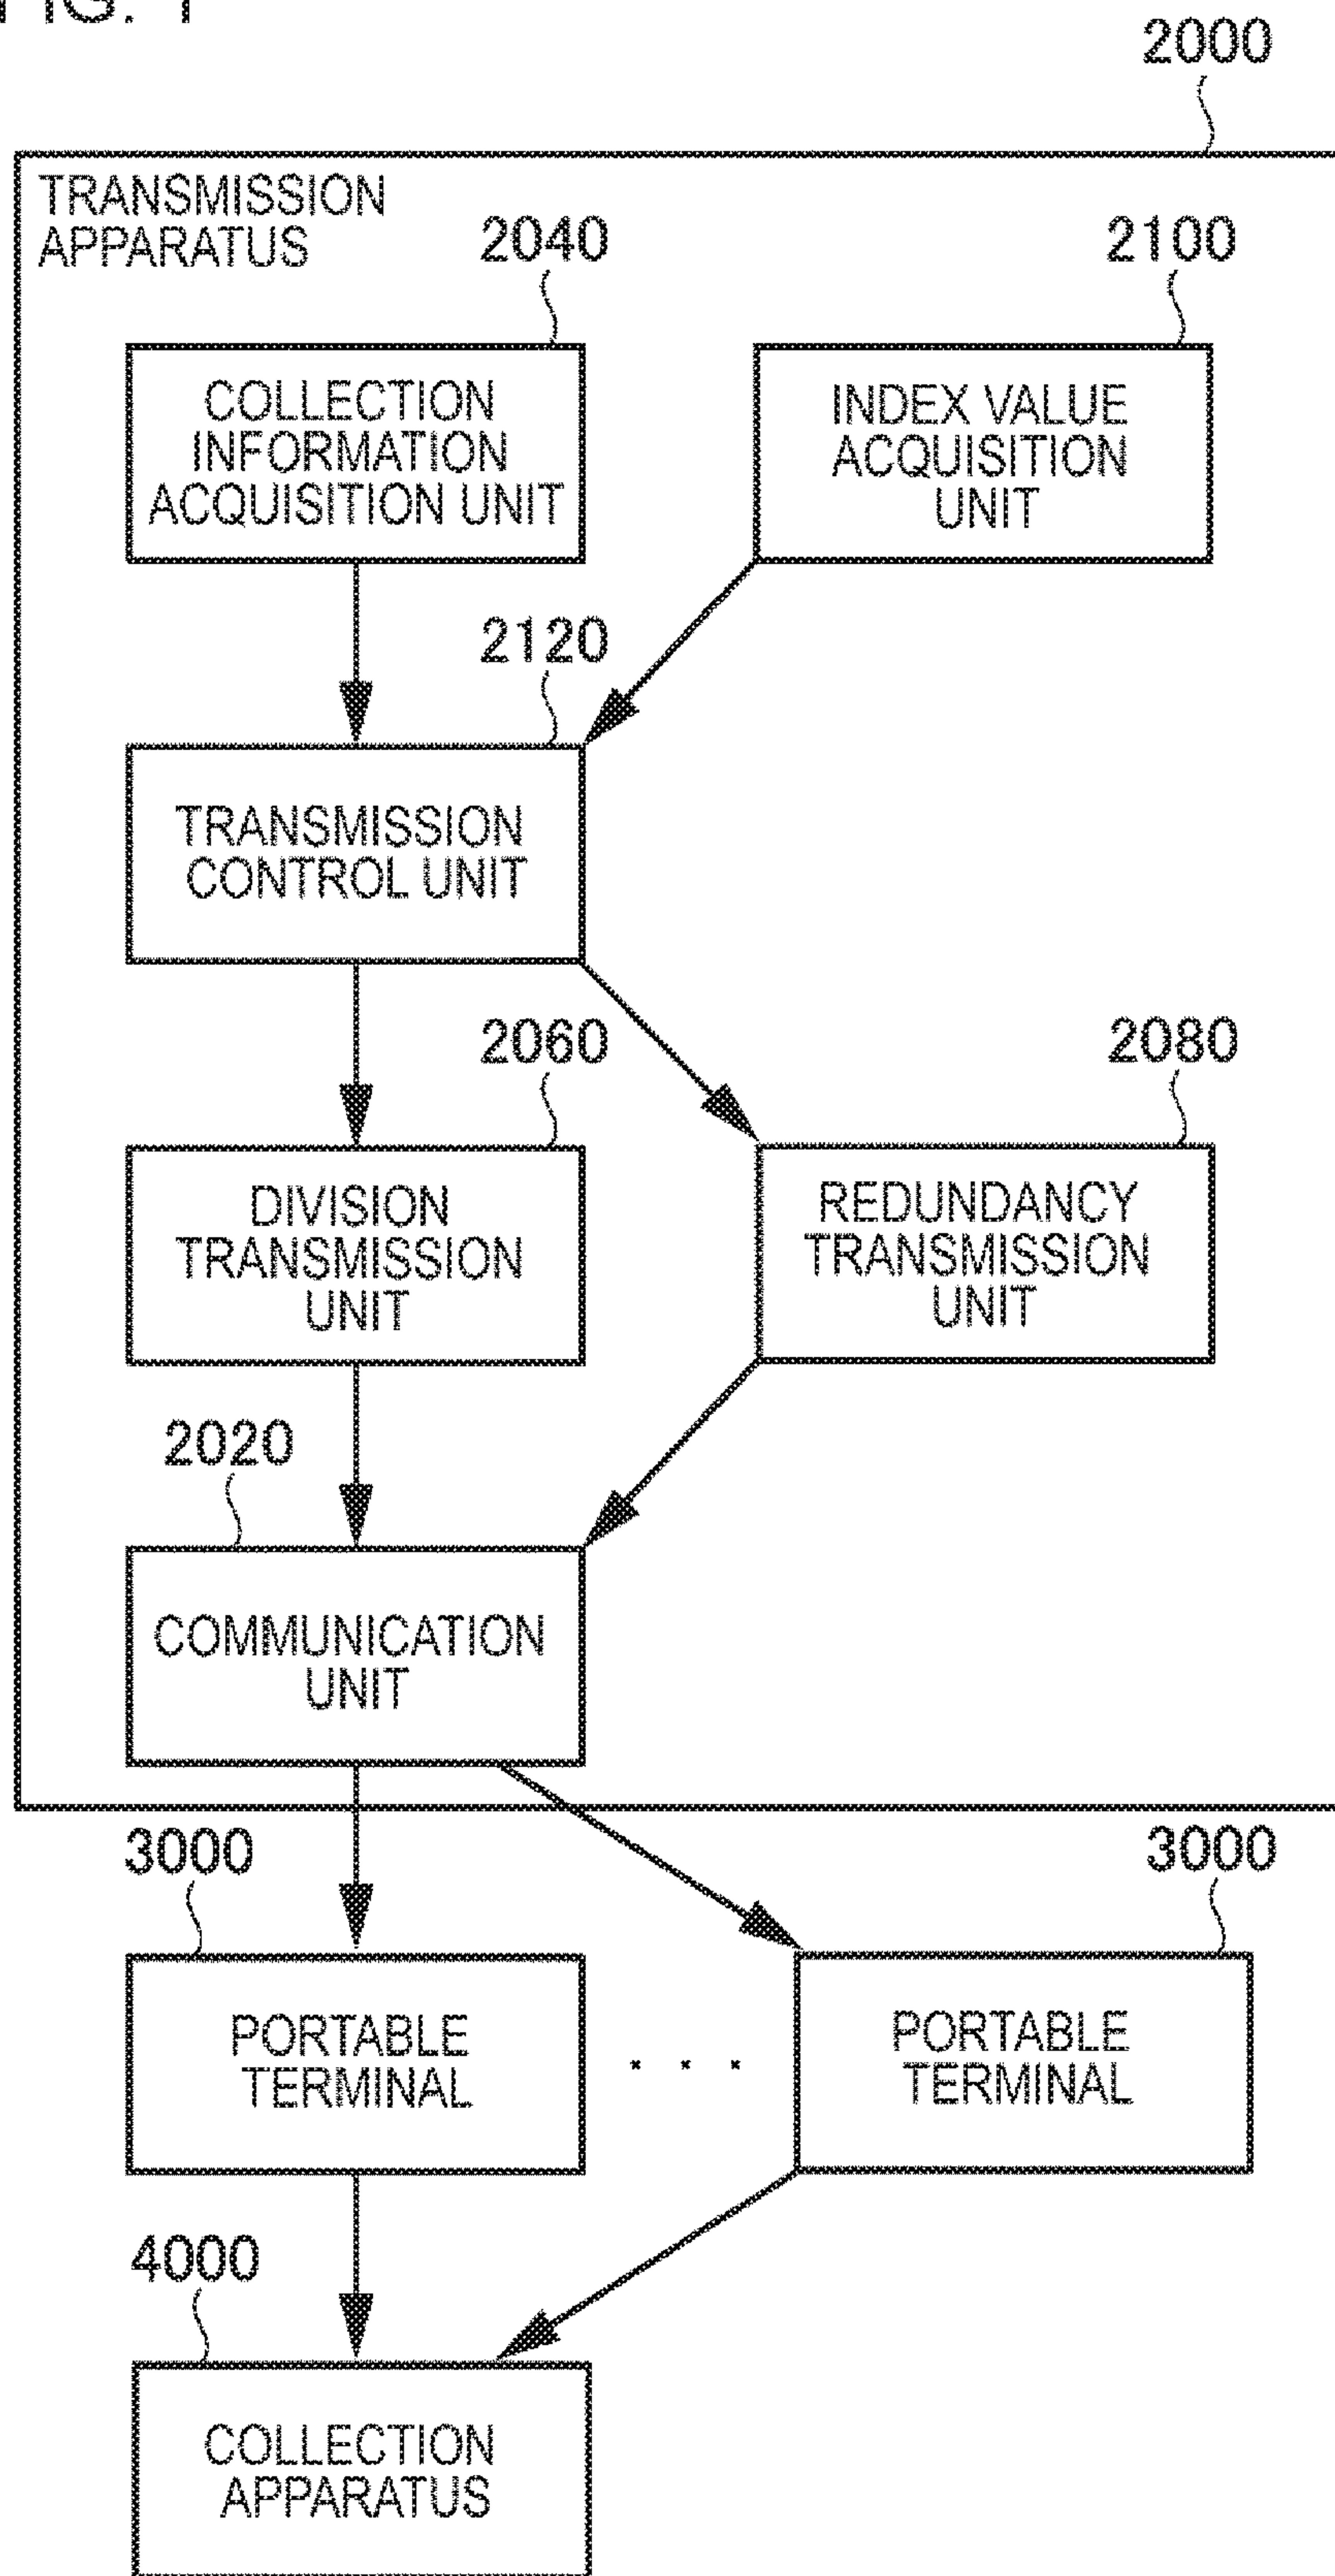 FIG. 1
2000
TRANSMISSION
APPARATUS
2040
2100
COLLECTION
INFORMATION
ACQUISITION UNIT
INDEX VALUE
ACQUISITION
UNIT
2120
TRANSMISSION
CONTROL UNIT
2060
2080
DIVISION
TRANSMISSION
UNIT
REDUNDANCY
TRANSMISSION
UNIT
2020
COMMUNICATION
UNIT
3000
3000
PORTABLE
TERMINAL
. . .
PORTABLE
TERMINAL
4000
COLLECTION
APPARATUS